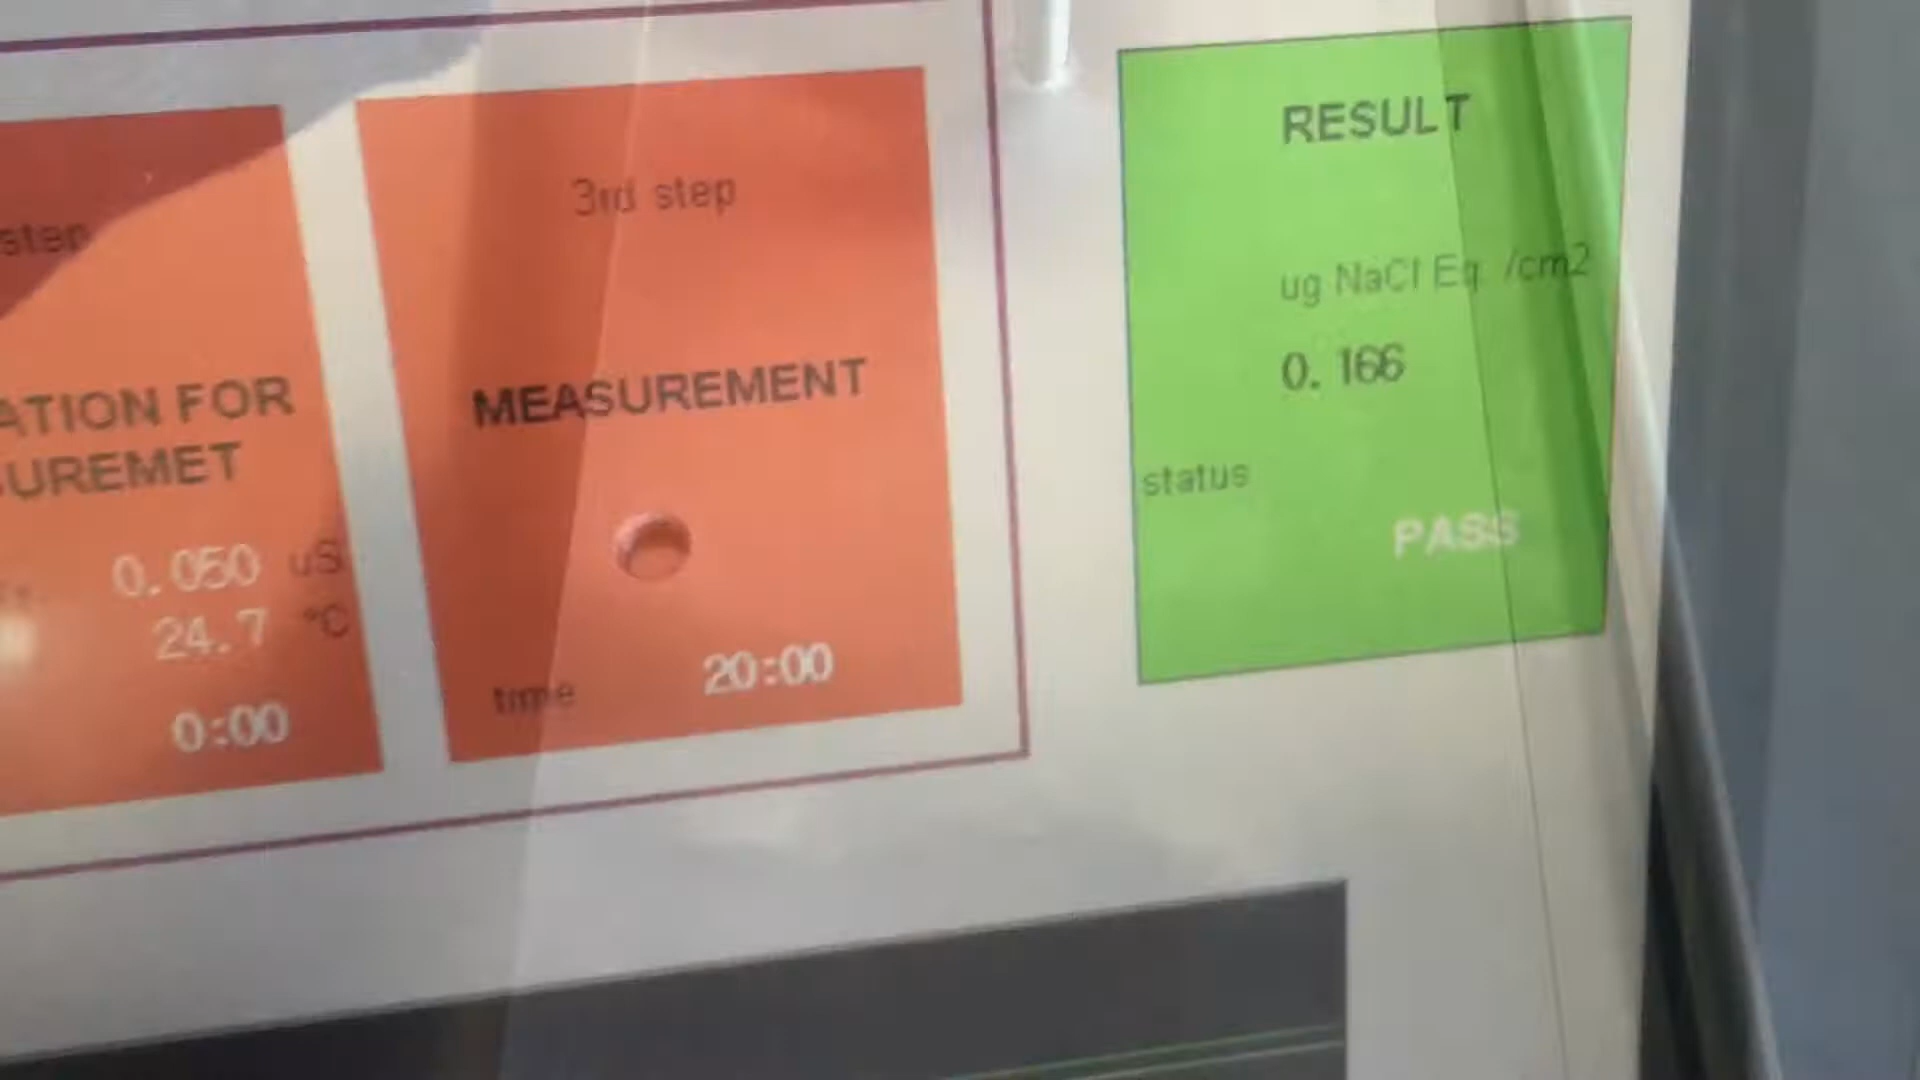 step
ATION FOR
SUREMET
0.050 uS
24.7 °C
0:00
3rd step
MEASUREMENT
time 20:00
RESULT
ug NaCl Eq. /cm2
0.166
status
PASS